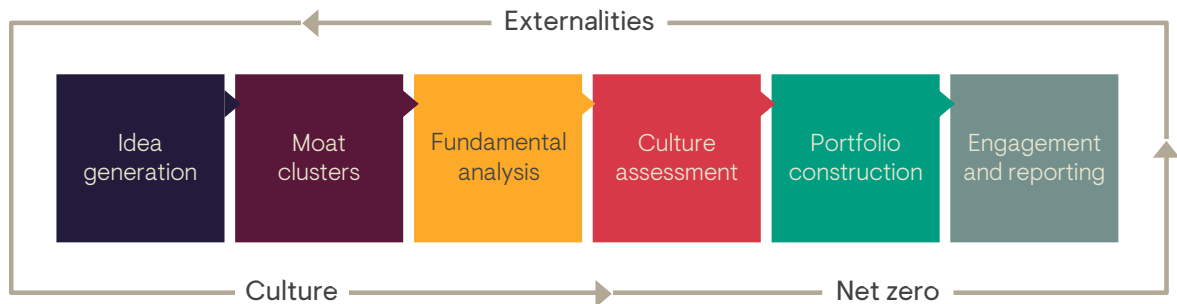 Externalities
Idea
generation
Moat
clusters
Fundamental
analysis
Culture
assessment
Portfolio
construction
Engagement
and reporting
Culture
Net zero